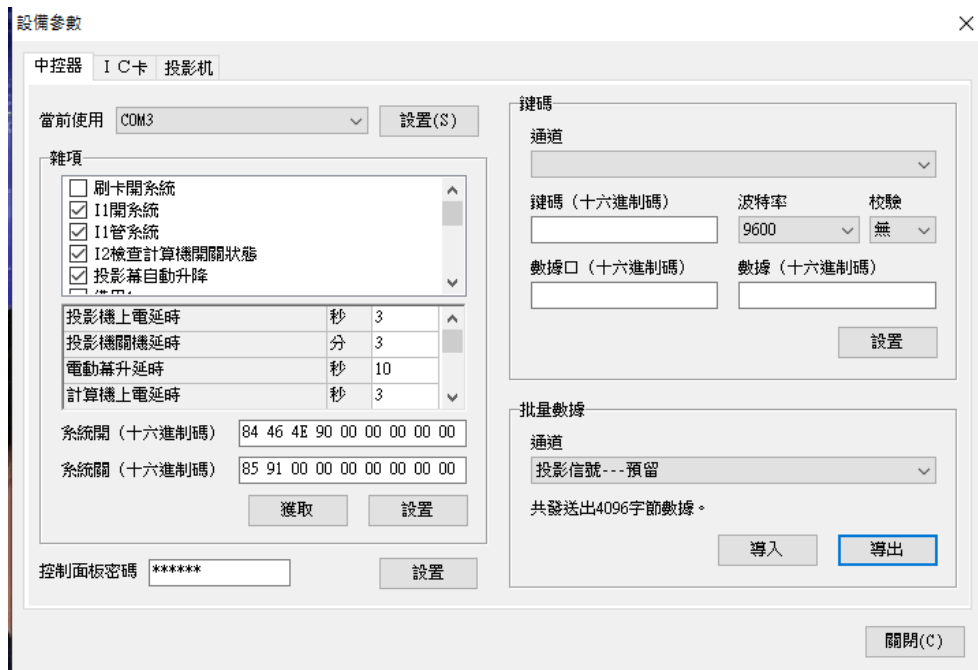 設備參數
中控器 IC卡 投影机
當前使用 COM3 設置(S)
雜項
刷卡開系統
I1開系統
I1管系統
I2檢查計算機開關狀態
投影幕自動升降
投影機上電延時 秒 3
投影機關機延時 分 3
電動幕升延時 秒 10
計算機上電延時 秒 3
系統開（十六進制碼） 84 46 4E 90 00 00 00 00 00
系統關（十六進制碼） 85 91 00 00 00 00 00 00 00
獲取 設置
控制面板密碼 ****** 設置
鍵碼
通道
鍵碼（十六進制碼） 波特率 校驗
9600 無
數據口（十六進制碼） 數據（十六進制碼）
設置
批量數據
通道
投影信號---預留
共發送出4096字節數據。
導入 導出
關閉(C)